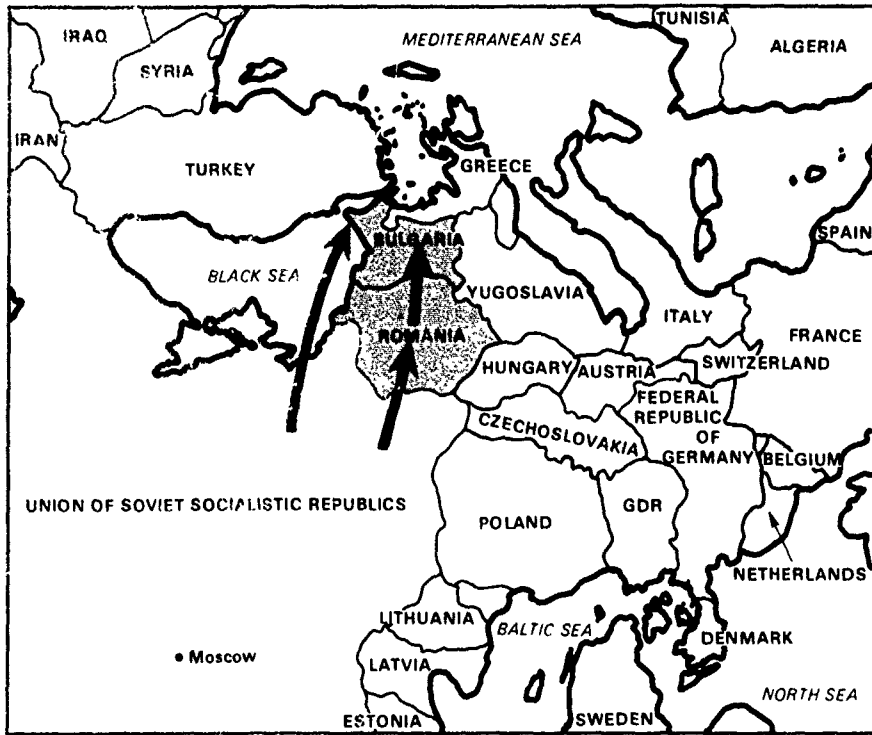 TUNISIA
IRAQ
MEDITERRANEAN SEA
ALGERIA
SYRIA
IRAN
TURKEY
GREECE
SPAIN
BULGARIA
BLACK SEA
YUGOSLAVIA
ITALY
ROMANIA
FRANCE
SWITZERLAND
HUNGARY
AUSTRIA
FEDERAL
REPUBLIC
OF
GERMANY
CZECHOSLOVAKIA
BELGIUM
UNION OF SOVIET SOCIALISTIC REPUBLICS
GDR
POLAND
NETHERLANDS
LITHUANIA
BALTIC SEA
DENMARK
• Moscow
LATVIA
NORTH SEA
ESTONIA
SWEDEN